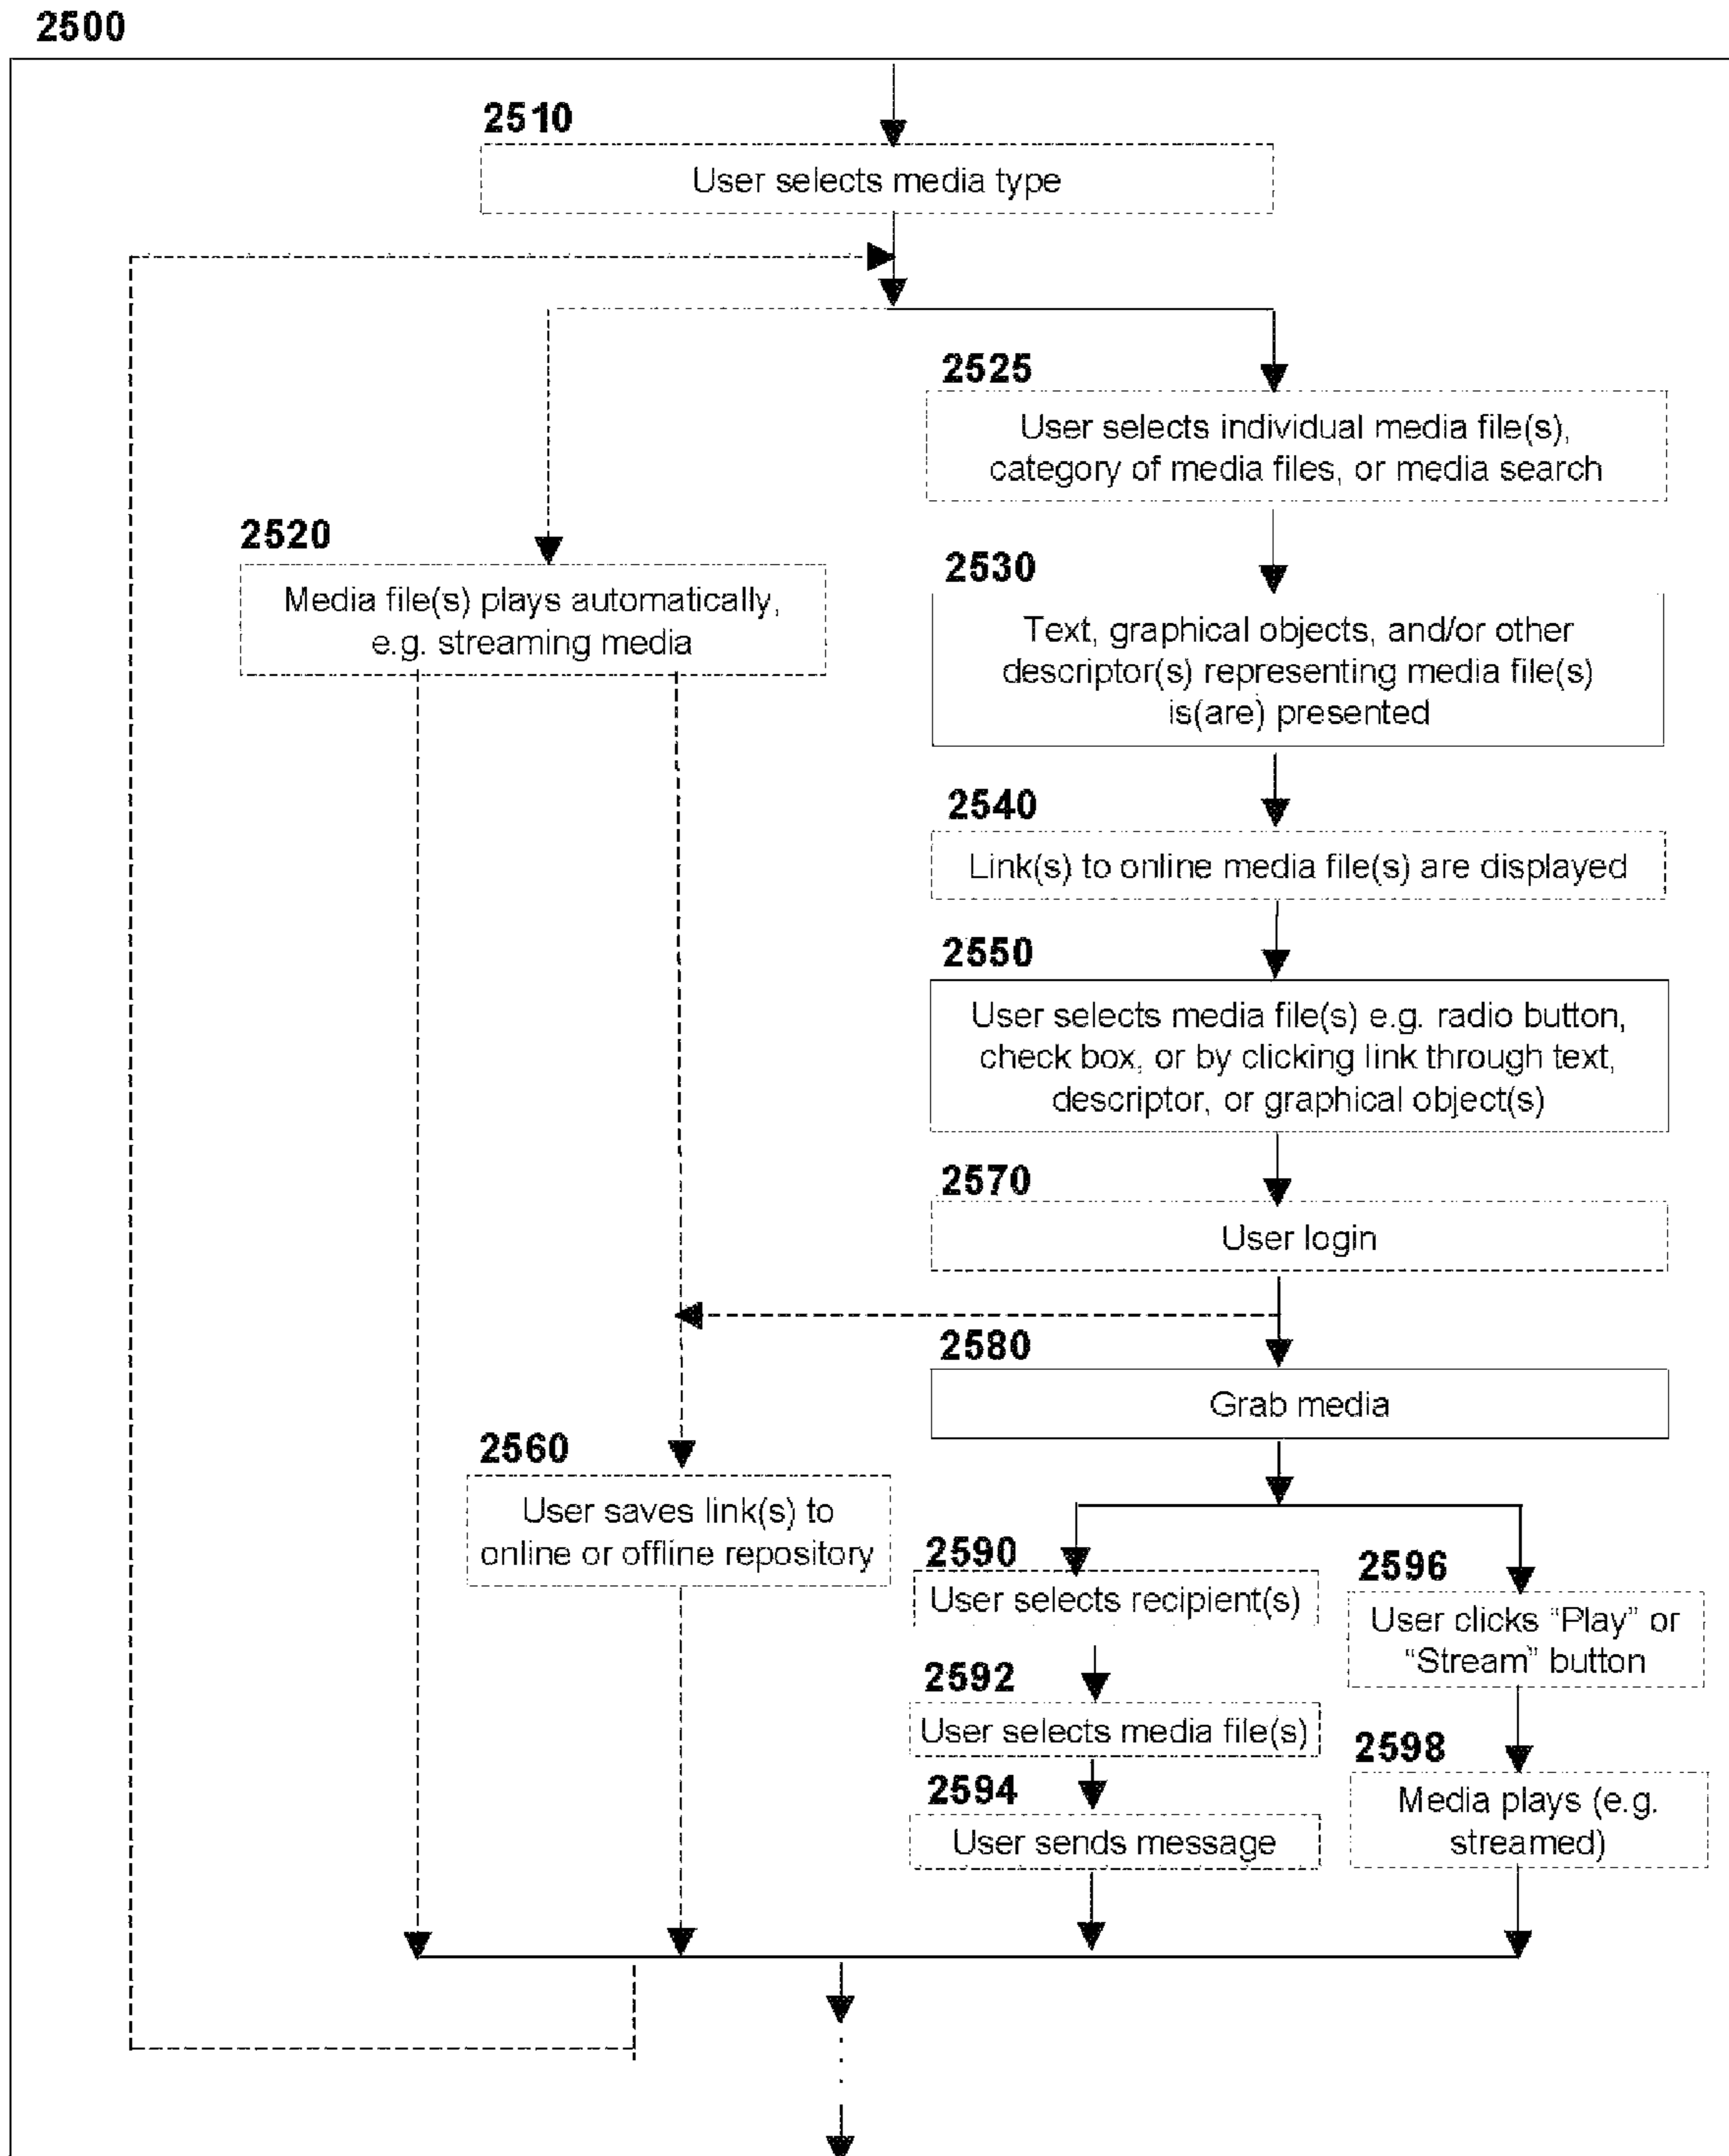 2500
2510
User selects media type
2525
User selects individual media file(s),
category of media files, or media search
2520
Media file(s) plays automatically,
e.g. streaming media
2530
Text, graphical objects, and/or other
descriptor(s) representing media file(s)
is(are) presented
2540
Link(s) to online media file(s) are displayed
2550
User selects media file(s) e.g. radio button,
check box, or by clicking link through text,
descriptor, or graphical object(s)
2570
User login
2580
Grab media
2560
User saves link(s) to
online or offline repository
2590
User selects recipient(s)
2596
User clicks “Play” or
“Stream” button
2592
User selects media file(s)
2594
User sends message
2598
Media plays (e.g.
streamed)